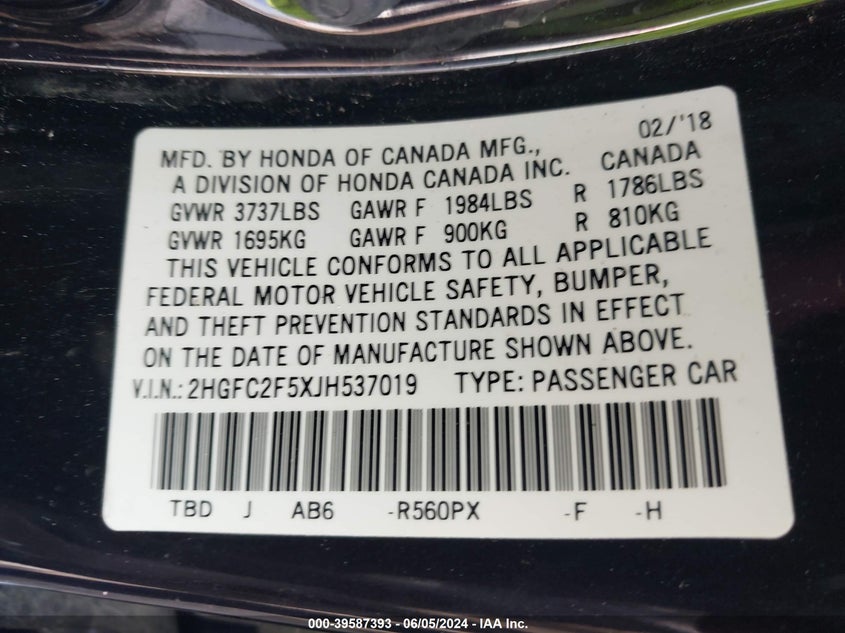 02/'18
MFD. BY HONDA OF CANADA MFG., CANADA
A DIVISION OF HONDA CANADA INC.
GVWR 3737LBS GAWR F 1984LBS R 1786LBS
GVWR 1695KG GAWR F 900KG R 810KG
THIS VEHICLE CONFORMS TO ALL APPLICABLE
FEDERAL MOTOR VEHICLE SAFETY, BUMPER,
AND THEFT PREVENTION STANDARDS IN EFFECT
ON THE DATE OF MANUFACTURE SHOWN ABOVE.
V.I.N.: 2HGFC2F5XJH537019 TYPE: PASSENGER CAR
TBD J AB6 -R560PX -F -H
000-39587393 - 06/05/2024 - IAA Inc.